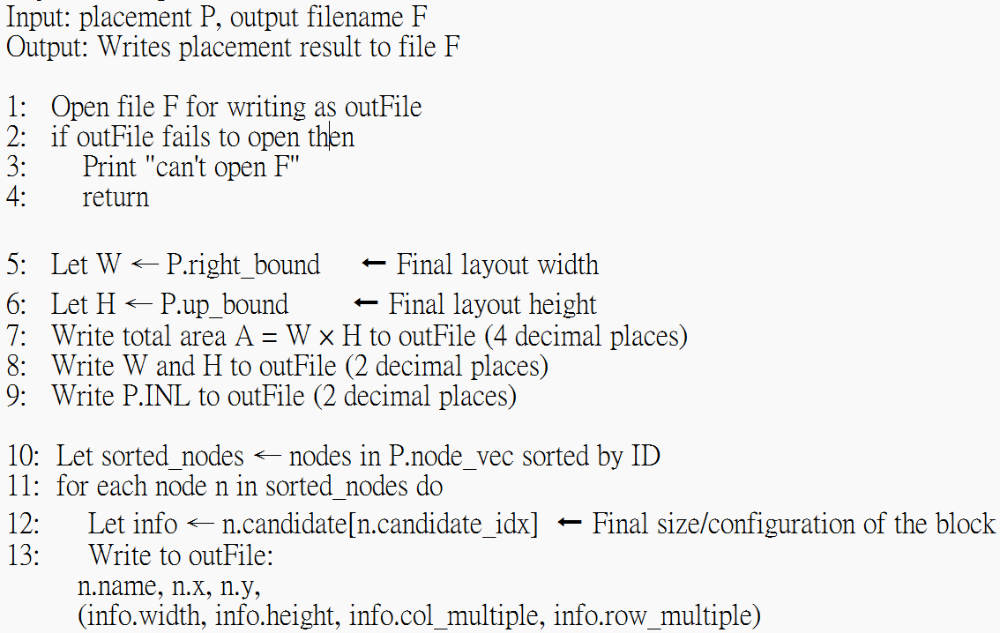 Input: placement P, output filename F
Output: Writes placement result to file F
1: Open file F for writing as outFile
2: if outFile fails to open then
3: Print "can't open F"
4: return
5: Let W ← P.right_bound ← Final layout width
6: Let H ← P.up_bound ← Final layout height
7: Write total area A = W × H to outFile (4 decimal places)
8: Write W and H to outFile (2 decimal places)
9: Write P.INL to outFile (2 decimal places)
10: Let sorted_nodes ← nodes in P.node_vec sorted by ID
11: for each node n in sorted_nodes do
12: Let info ← n.candidate[n.candidate_idx] ← Final size/configuration of the block
13: Write to outFile:
n.name, n.x, n.y,
(info.width, info.height, info.col_multiple, info.row_multiple)